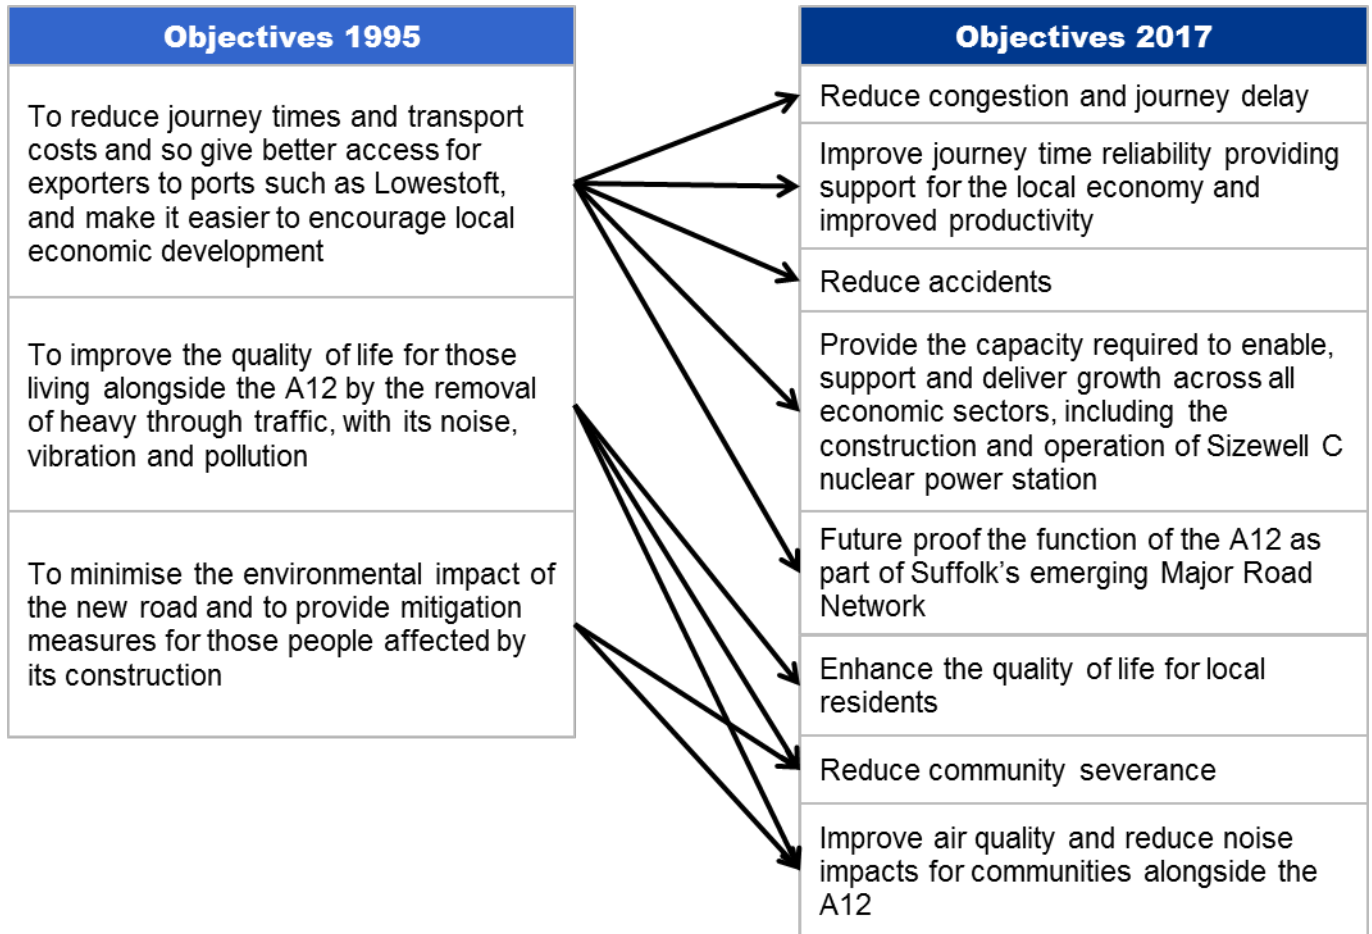 Objectives 1995
To reduce journey times and transport
costs and so give better access for
exporters to ports such as Lowestoft,
and make it easier to encourage local
economic development
To improve the quality of life for those
living alongside the A12 by the removal
of heavy through traffic, with its noise,
vibration and pollution
To minimise the environmental impact of
the new road and to provide mitigation
measures for those people affected by
its construction
Objectives 2017
Reduce congestion and journey delay
Improve journey time reliability providing
support for the local economy and
improved productivity
Reduce accidents
Provide the capacity required to enable,
support and deliver growth across all
economic sectors, including the
construction and operation of Sizewell C
nuclear power station
Future proof the function of the A12 as
part of Suffolk’s emerging Major Road
Network
Enhance the quality of life for local
residents
Reduce community severance
Improve air quality and reduce noise
impacts for communities alongside the
A12